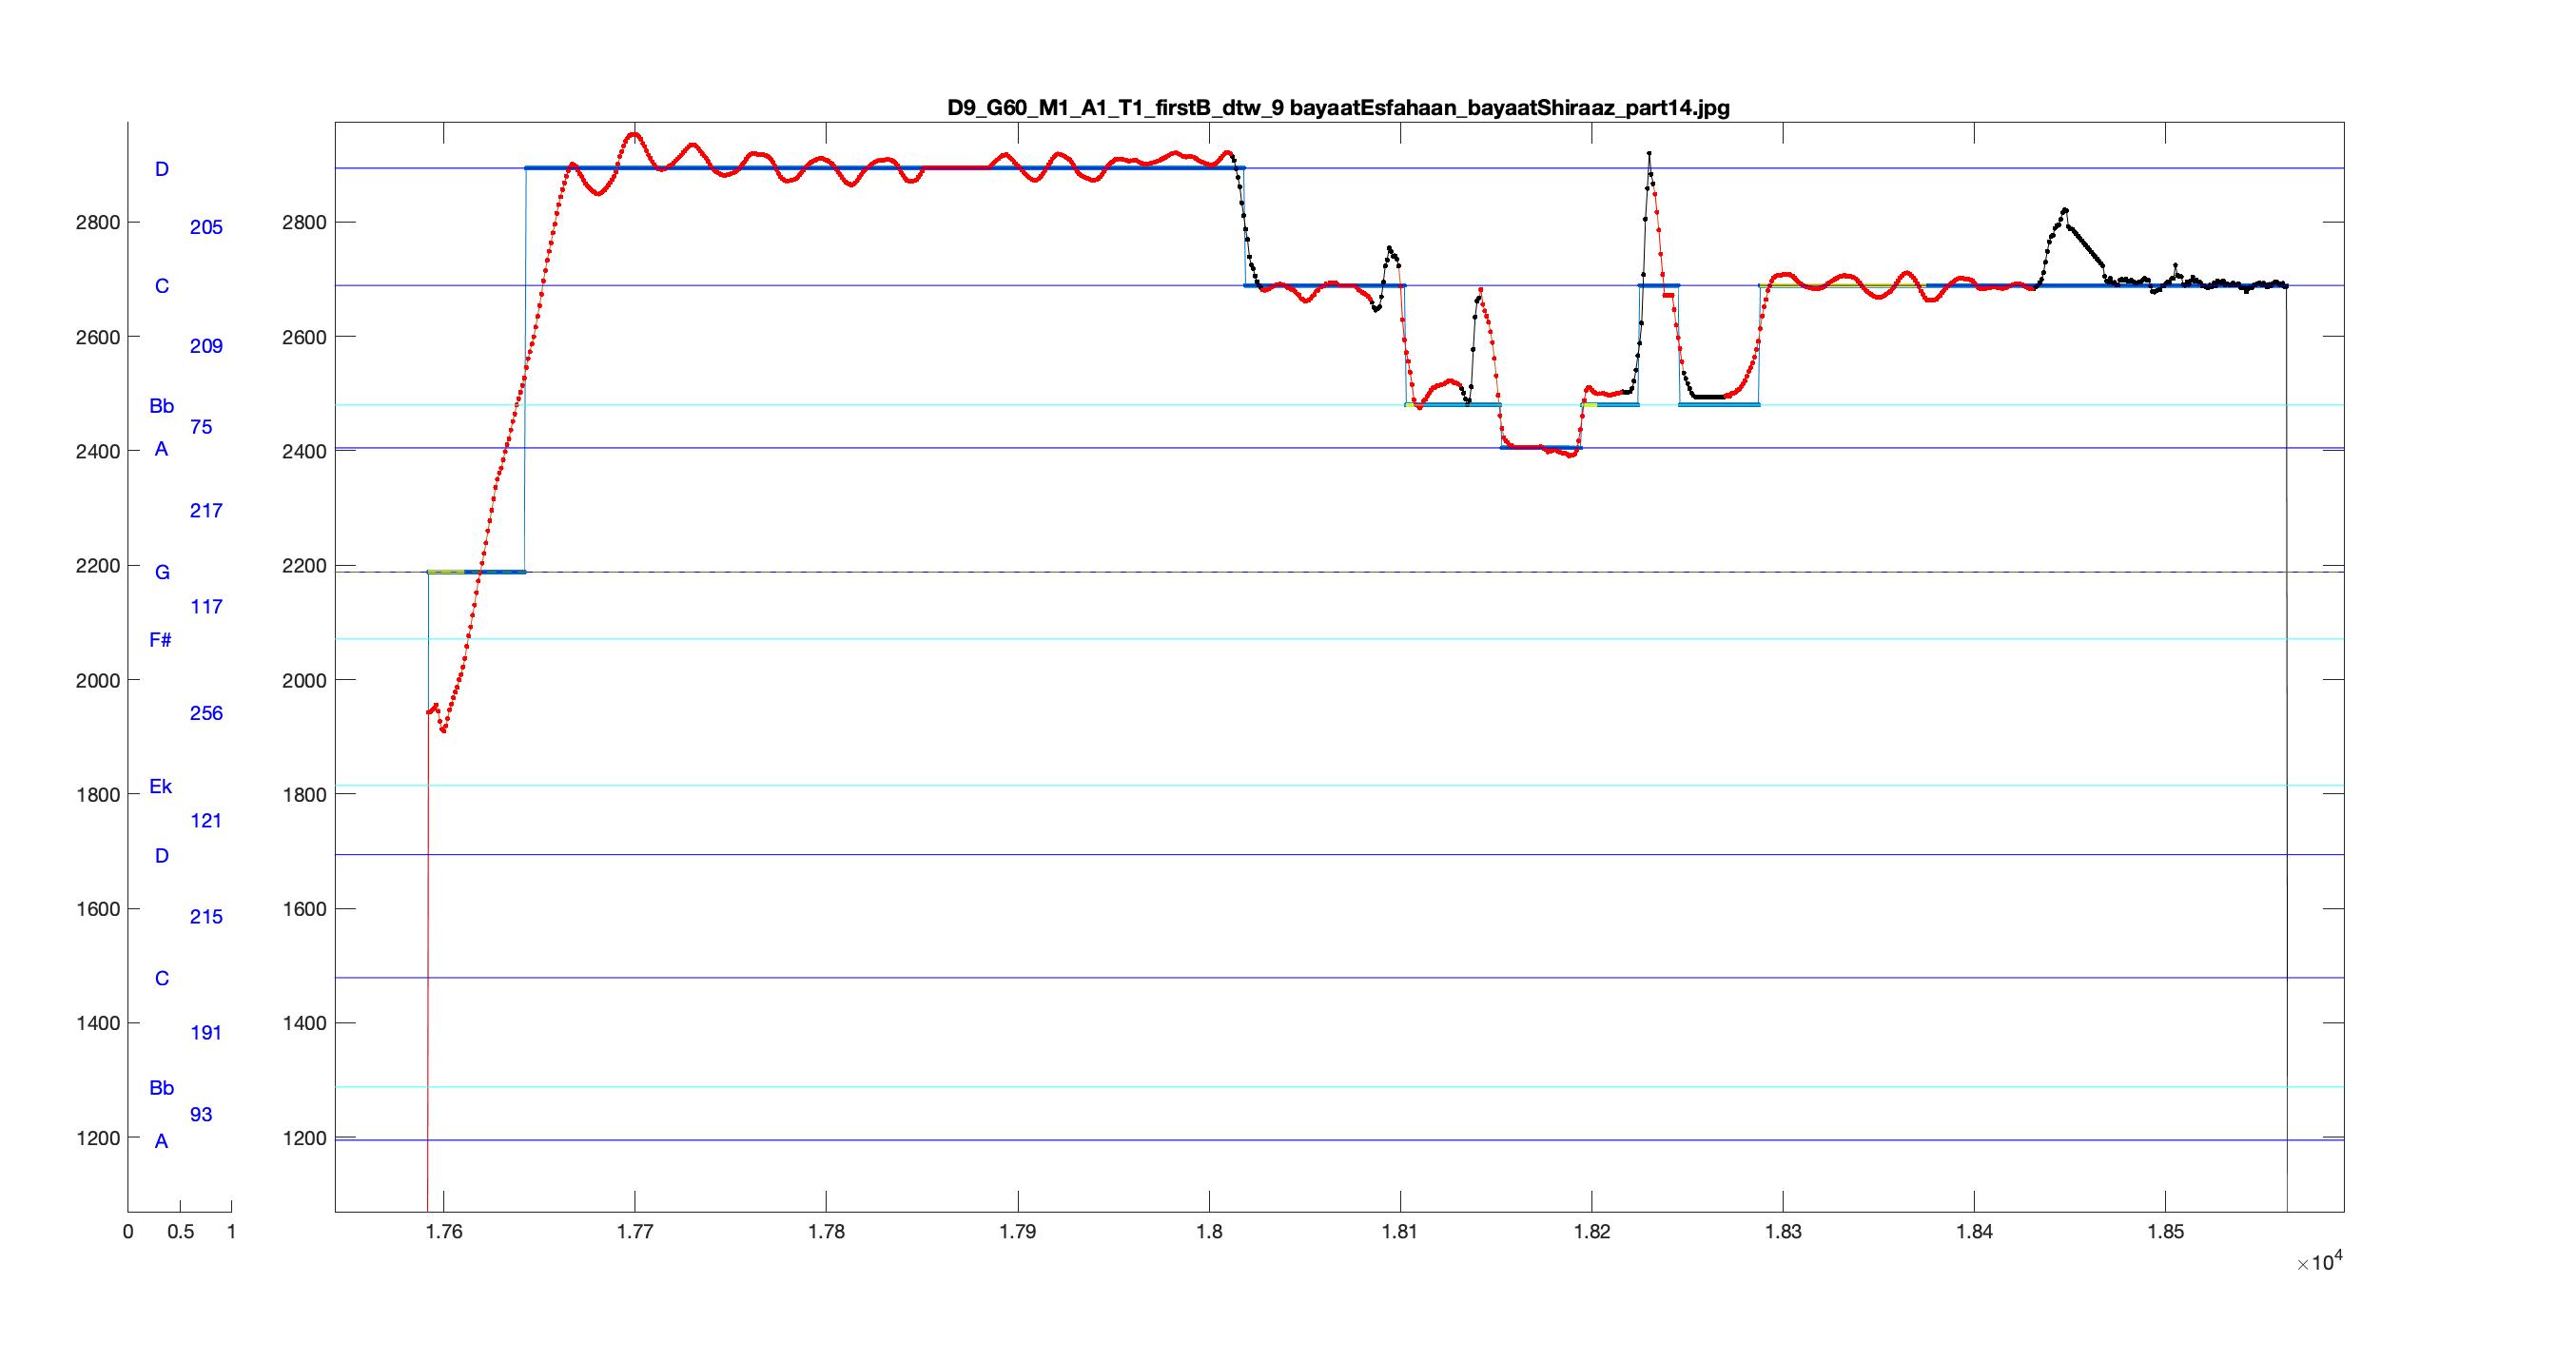 D9_G60_M1_A1_T1_firstB_dtw_9 bayaatEsfahaan_bayaatShiraaz_part14.jpg
D
2800 205 2800
C
2600 209 2600
Bb
75
2400 A 2400
217
2200 G 2200
117
F#
2000 2000
256
Ek
1800 1800
121
D
215
1600 1600
C
191
1400 1400
Bb
93
1200 A 1200
0 0.5 1 1.76 1.77 1.78 1.79 1.8 1.81 1.82 1.83 1.84 1.85
×10⁴